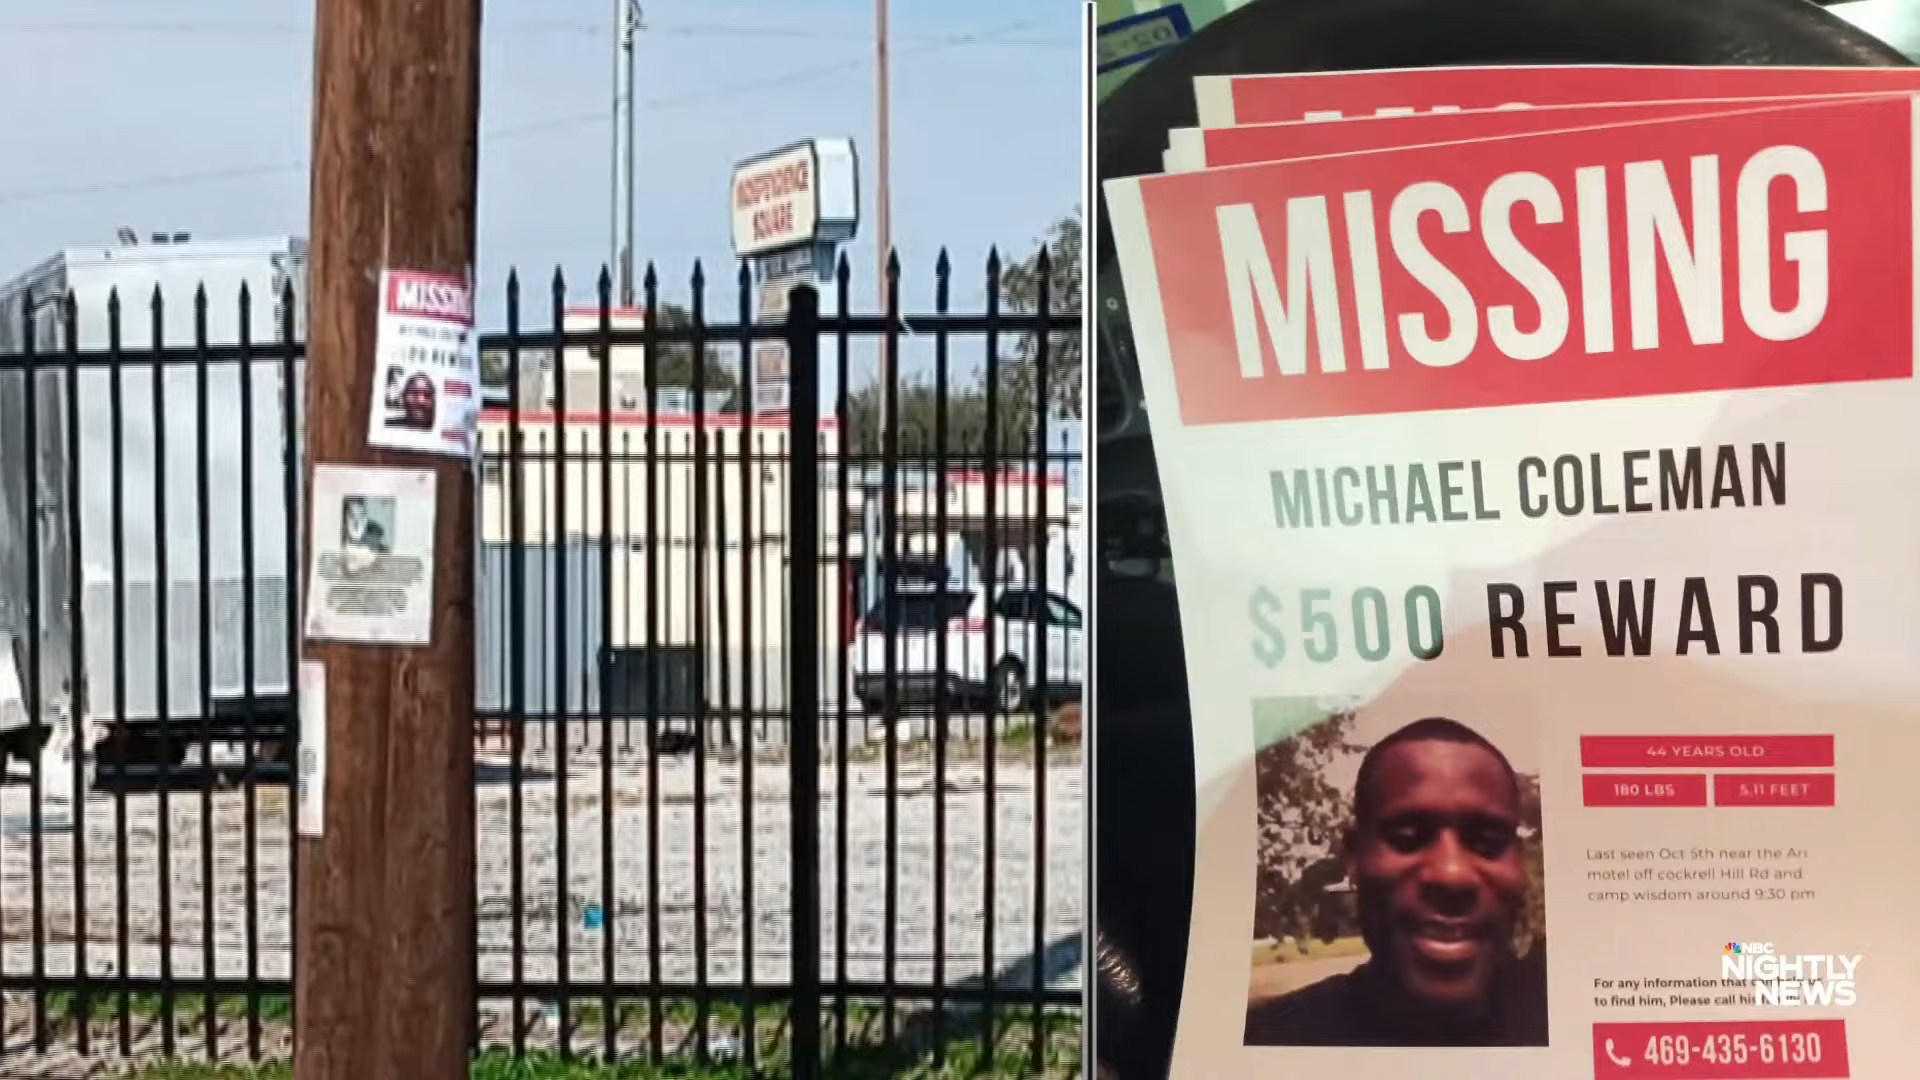 MISSING
INDEPENDENCE
SQUARE
MISSING
MICHAEL COLEMAN
$500 REWARD
44 YEARS OLD
180 LBS
5.11 FEET
Last seen Oct 5th near the Ari
motel off cockrell Hill Rd and
camp wisdom around 9:30 pm
For any information that
to find him, Please call his
469-435-6130
NBC
NIGHTLY
NEWS